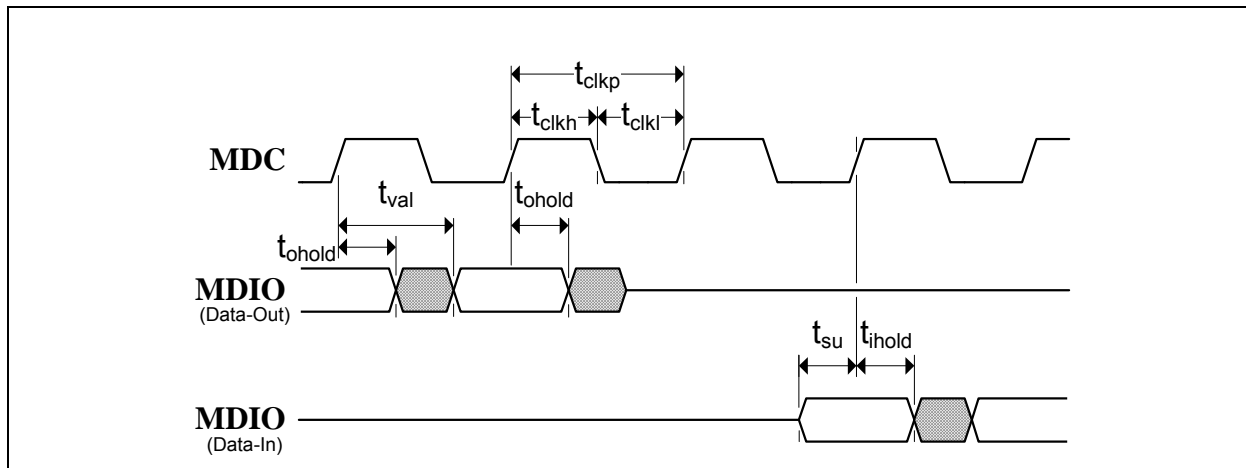 tclkp
tclkh tclkl
MDC
tval
tohold
tohold
MDIO
(Data-Out)
tsu tihold
MDIO
(Data-In)